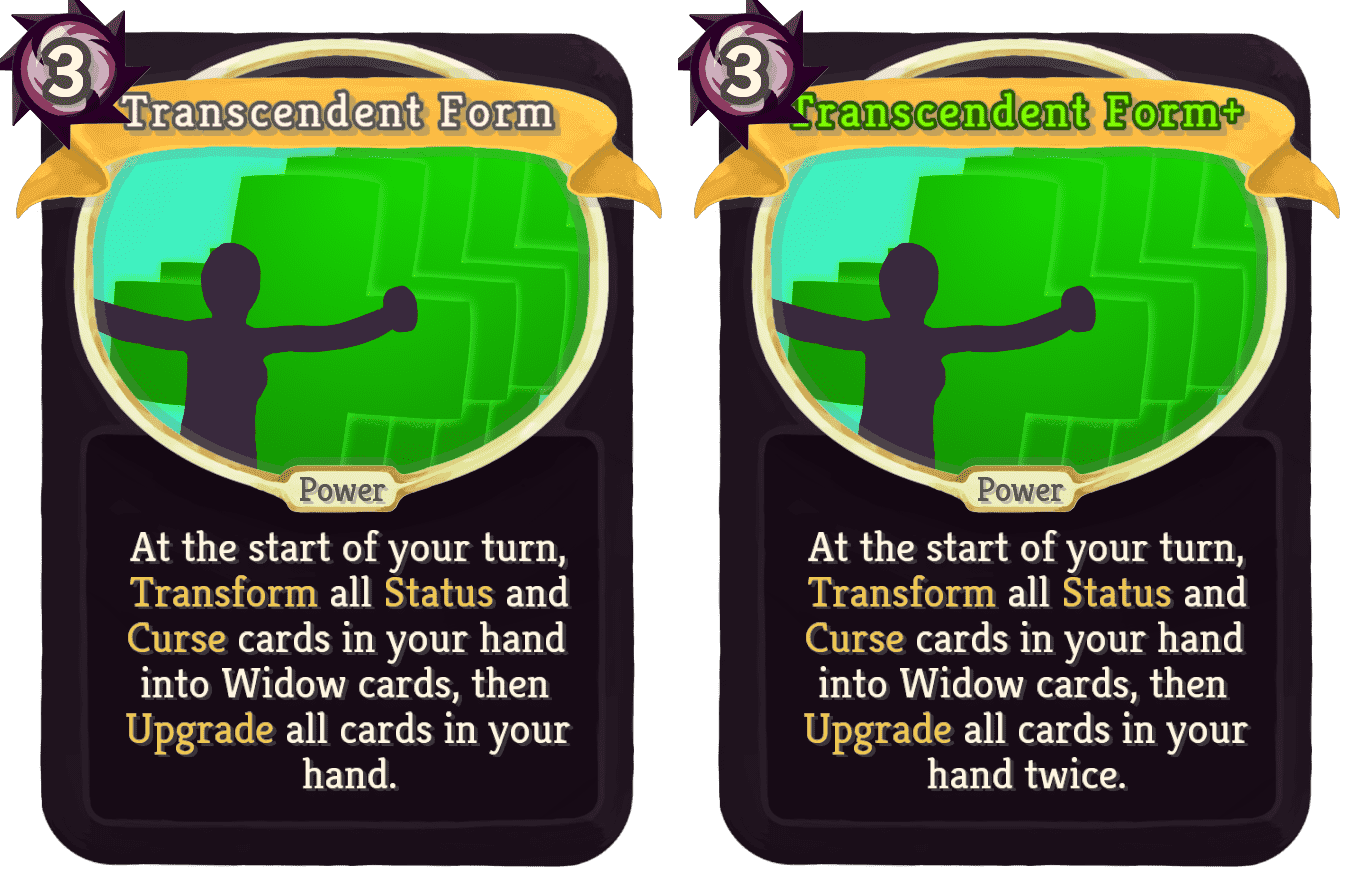 3
Transcendent Form
Power
At the start of your turn,
Transform all Status and
Curse cards in your hand
into Widow cards, then
Upgrade all cards in your
hand.
3
Transcendent Form+
Power
At the start of your turn,
Transform all Status and
Curse cards in your hand
into Widow cards, then
Upgrade all cards in your
hand twice.